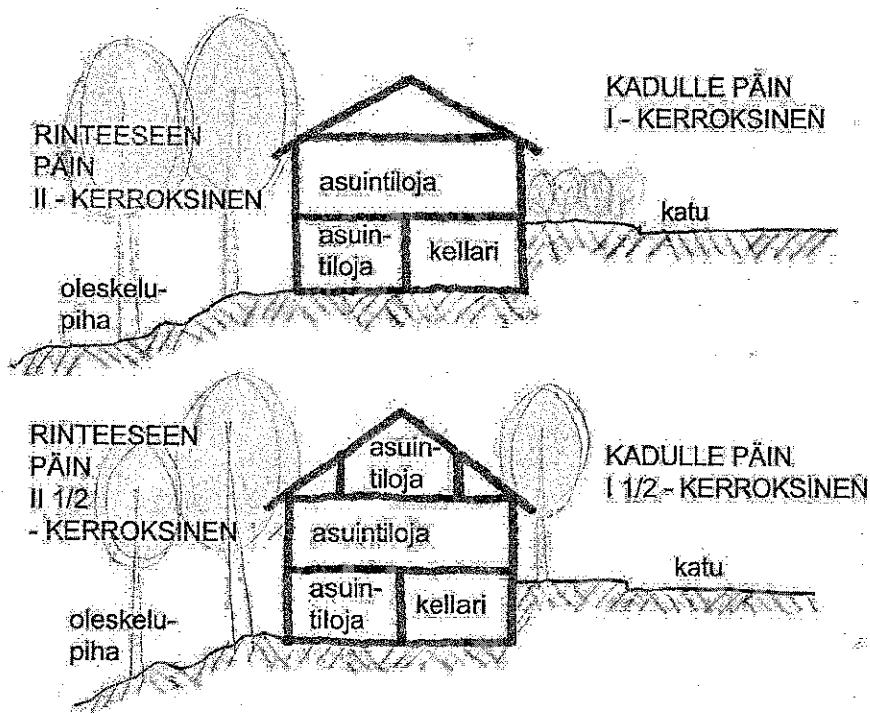 RINTEESEEN
PÄIN
II - KERROKSINEN
KADULLE PÄIN
I - KERROKSINEN
asuintiloja
katu
asuin-
tiloja
kellari
oleskelu-
piha
RINTEESEEN
PÄIN
II 1/2
- KERROKSINEN
asuin-
tiloja
KADULLE PÄIN
I 1/2 - KERROKSINEN
asuintiloja
katu
asuin-
tiloja
kellari
oleskelu-
piha